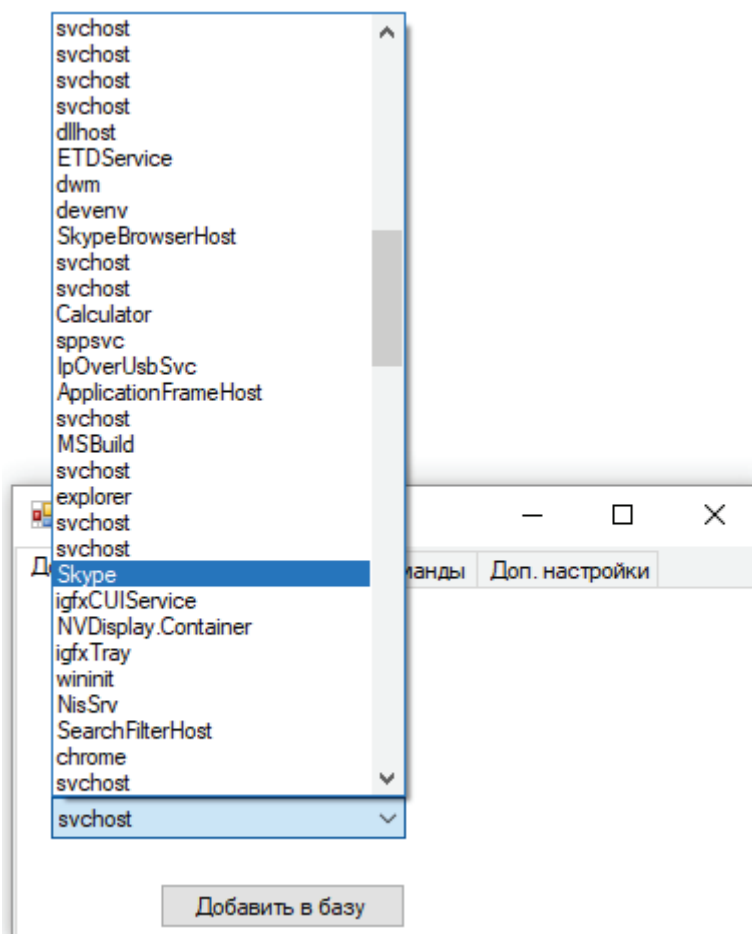 svchost
svchost
svchost
svchost
dllhost
ETDService
dwm
devenv
SkypeBrowserHost
svchost
svchost
Calculator
sppsvc
IpOverUsbSvc
ApplicationFrameHost
svchost
MSBuild
svchost
explorer
svchost
svchost
Skype
igfxCUIService
NVDisplay.Container
igfxTray
wininit
NisSrv
SearchFilterHost
chrome
svchost
svchost
манды Доп. настройки
Добавить в базу